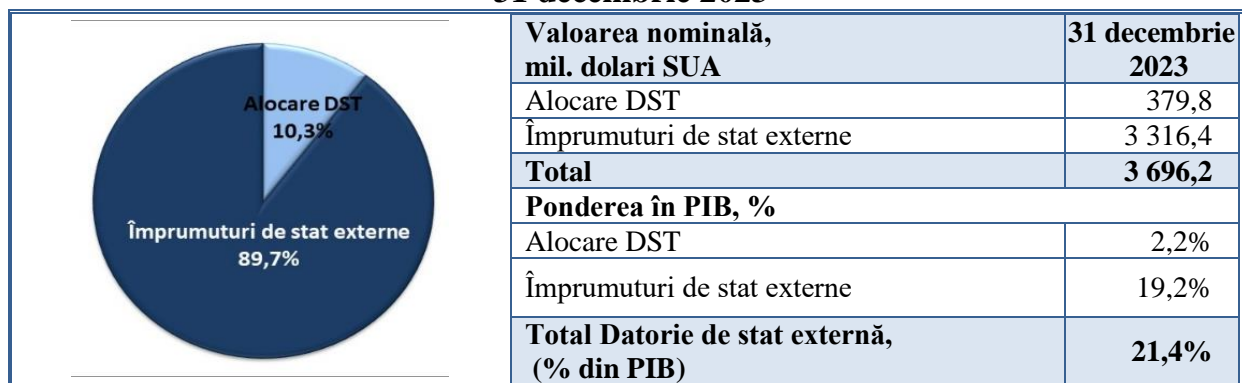 31 decembrie 2023
Alocare DST
10,3%
Împrumuturi de stat externe
89,7%
Valoarea nominală,
mil. dolari SUA
31 decembrie
2023
Alocare DST 379,8
Împrumuturi de stat externe 3 316,4
Total 3 696,2
Ponderea în PIB, %
Alocare DST 2,2%
Împrumuturi de stat externe 19,2%
Total Datorie de stat externă,
(% din PIB)
21,4%